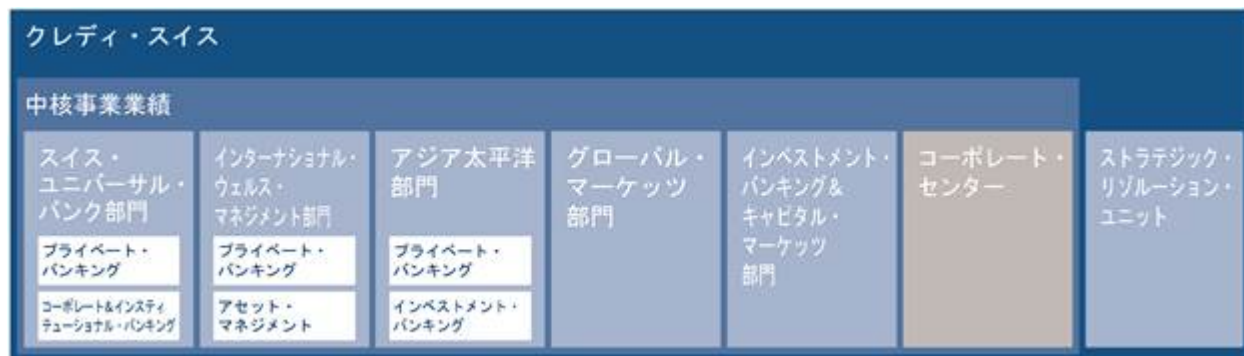 クレディ・スイス
中核事業業績
スイス・
ユニバーサル・
バンク部門
プライベート・
バンキング
コーポレート&インスティ
テューショナル・バンキング
インターナショナル・
ウェルス・
マネジメント部門
プライベート・
バンキング
アセット・
マネジメント
アジア太平洋
部門
プライベート・
バンキング
インベストメント・
バンキング
グローバル・
マーケッツ
部門
インベストメント・
バンキング&
キャピタル・
マーケッツ
部門
コーポレート・
センター
ストラテジック・
リゾルーション・
ユニット